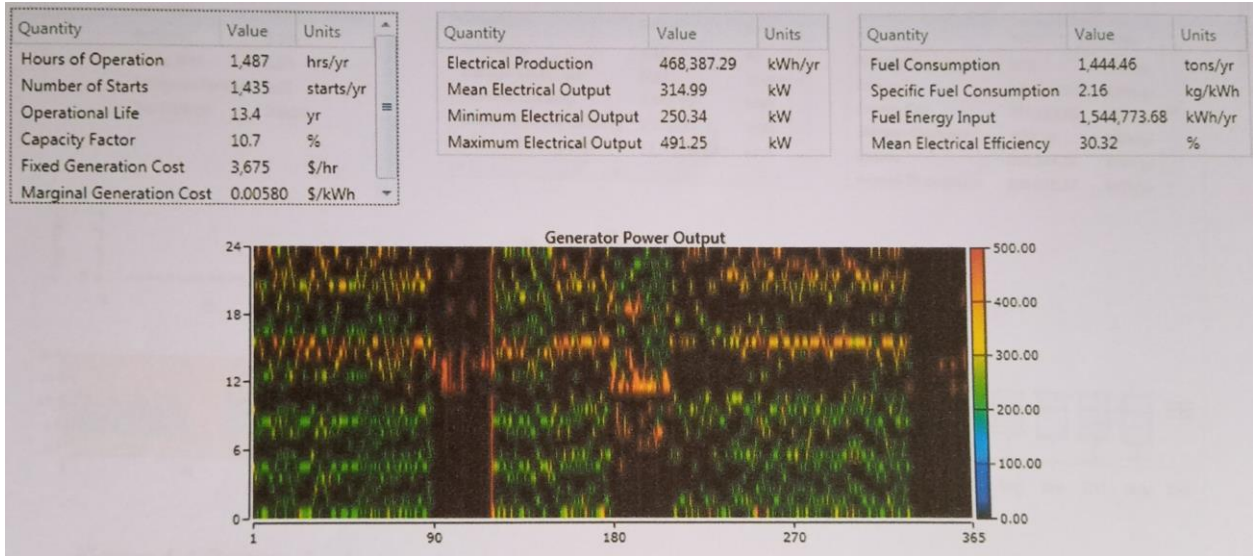 Quantity Value Units
Hours of Operation 1,487 hrs/yr
Number of Starts 1,435 starts/yr
Operational Life 13.4 yr
Capacity Factor 10.7 %
Fixed Generation Cost 3,675 $/hr
Marginal Generation Cost 0.00580 $/kWh
Quantity Value Units
Electrical Production 468,387.29 kWh/yr
Mean Electrical Output 314.99 kW
Minimum Electrical Output 250.34 kW
Maximum Electrical Output 491.25 kW
Quantity Value Units
Fuel Consumption 1,444.46 tons/yr
Specific Fuel Consumption 2.16 kg/kWh
Fuel Energy Input 1,544,773.68 kWh/yr
Mean Electrical Efficiency 30.32 %
Generator Power Output
24
18
12
6
0
1 90 180 270 365
500.00
400.00
300.00
200.00
100.00
0.00